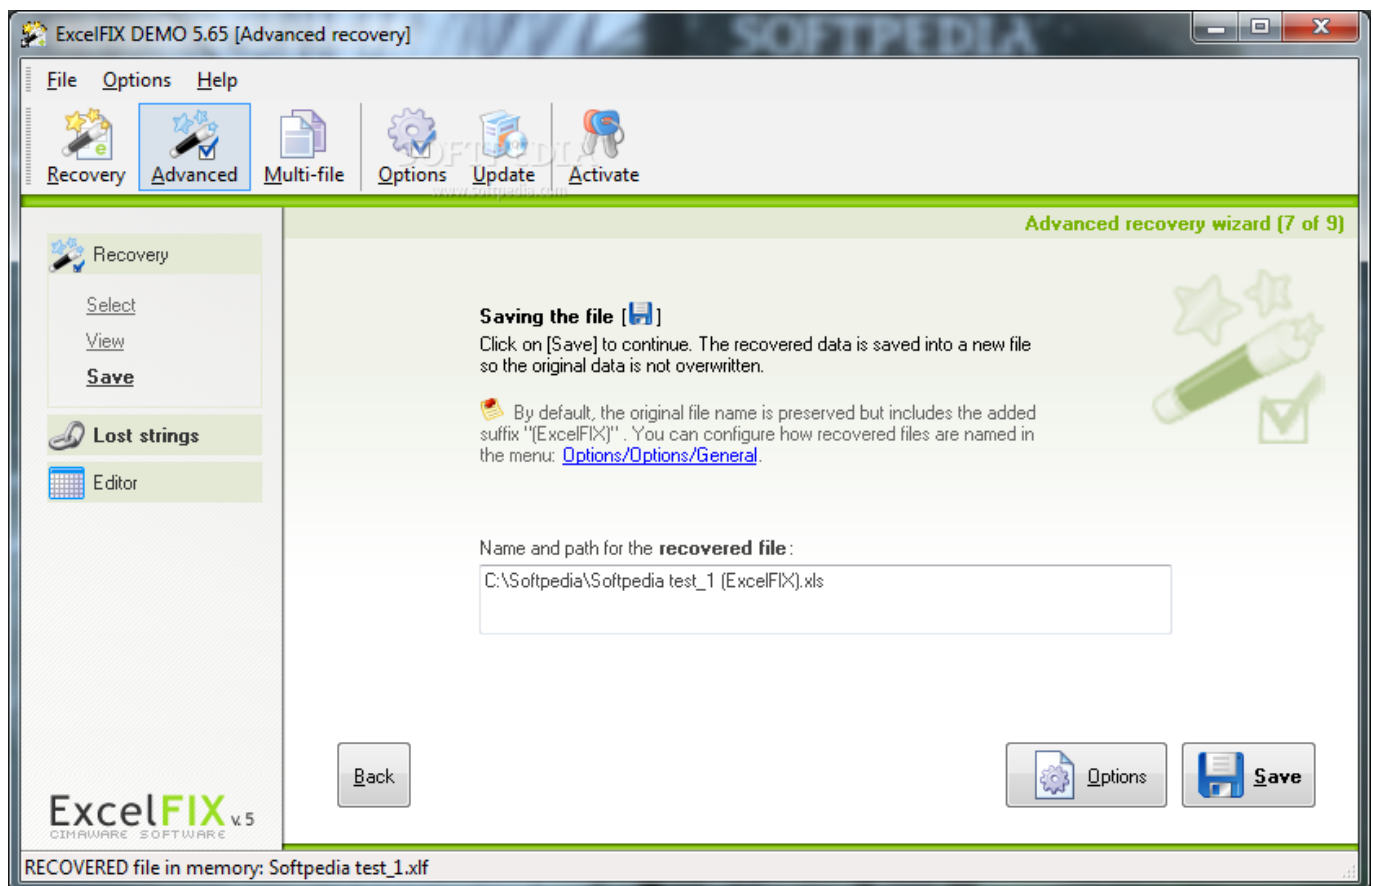 SOFTPEDIA
ExcelFIX DEMO 5.65 [Advanced recovery]
File Options Help
Recovery Advanced Multi-file Options Update Activate
SOFTPEDIA
www.softpedia.com
Advanced recovery wizard (7 of 9)
Recovery
Select
View
Save
Lost strings
Editor
Saving the file [ ]
Click on [Save] to continue. The recovered data is saved into a new file
so the original data is not overwritten.
By default, the original file name is preserved but includes the added
suffix "(ExcelFIX)" . You can configure how recovered files are named in
the menu: Options/Options/General.
Name and path for the recovered file:
C:\Softpedia\Softpedia test_1 (ExcelFIX).xls
Back
Options
Save
ExcelFIX v.5
CIMAWARE SOFTWARE
RECOVERED file in memory: Softpedia test_1.xlf